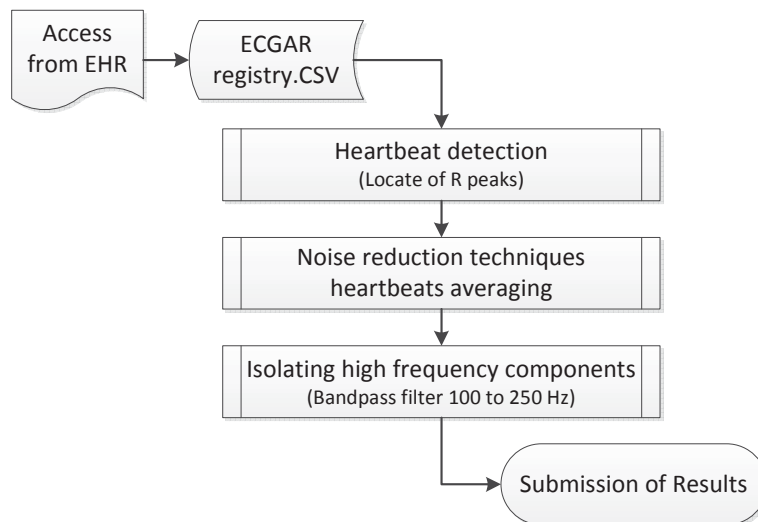 Access
from EHR
ECGAR
registry.CSV
Heartbeat detection
(Locate of R peaks)
Noise reduction techniques
heartbeats averaging
Isolating high frequency components
(Bandpass filter 100 to 250 Hz)
Submission of Results